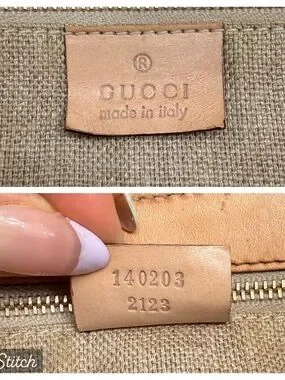 ®
GUCCI
made in italy
140203
2123
Stitch